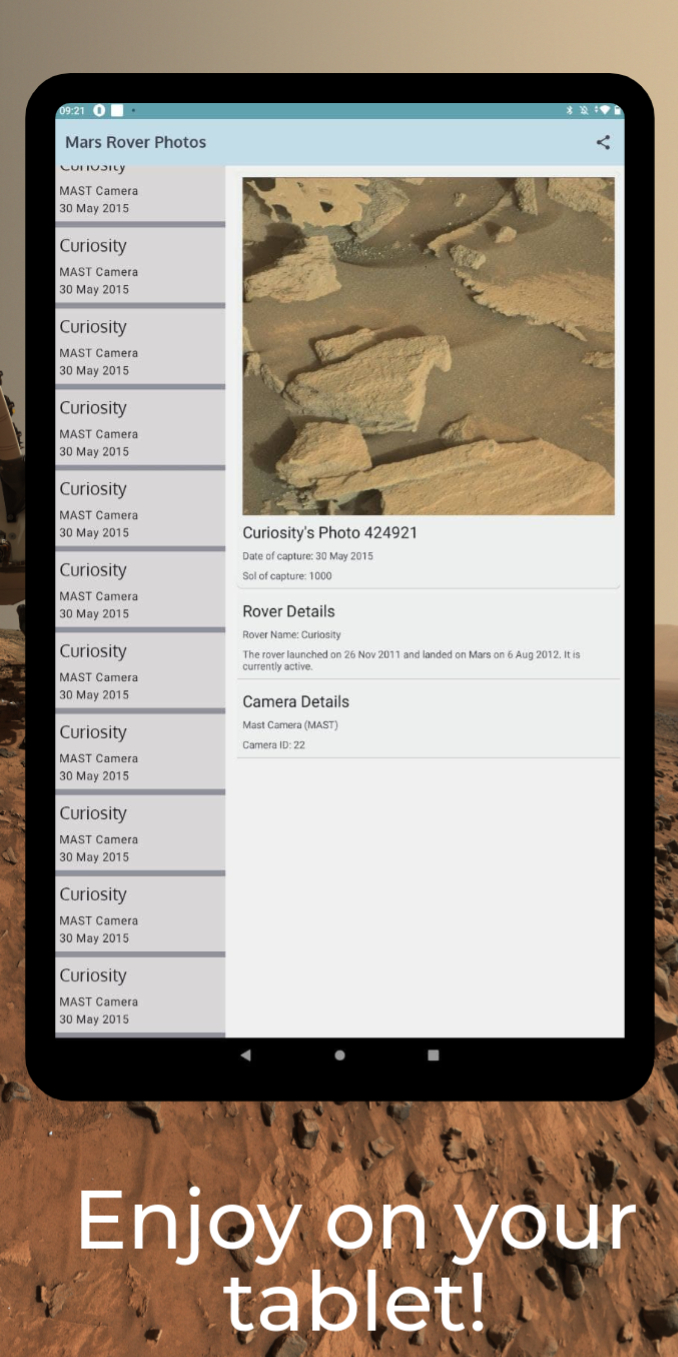 09:21
Mars Rover Photos
Curiosity
MAST Camera
30 May 2015
Curiosity
MAST Camera
30 May 2015
Curiosity
MAST Camera
30 May 2015
Curiosity
MAST Camera
30 May 2015
Curiosity
MAST Camera
30 May 2015
Curiosity
MAST Camera
30 May 2015
Curiosity
MAST Camera
30 May 2015
Curiosity
MAST Camera
30 May 2015
Curiosity
MAST Camera
30 May 2015
Curiosity
MAST Camera
30 May 2015
Curiosity
MAST Camera
30 May 2015
Curiosity's Photo 424921
Date of capture: 30 May 2015
Sol of capture: 1000
Rover Details
Rover Name: Curiosity
The rover launched on 26 Nov 2011 and landed on Mars on 6 Aug 2012. It is
currently active.
Camera Details
Mast Camera (MAST)
Camera ID: 22
Enjoy on your
tablet!